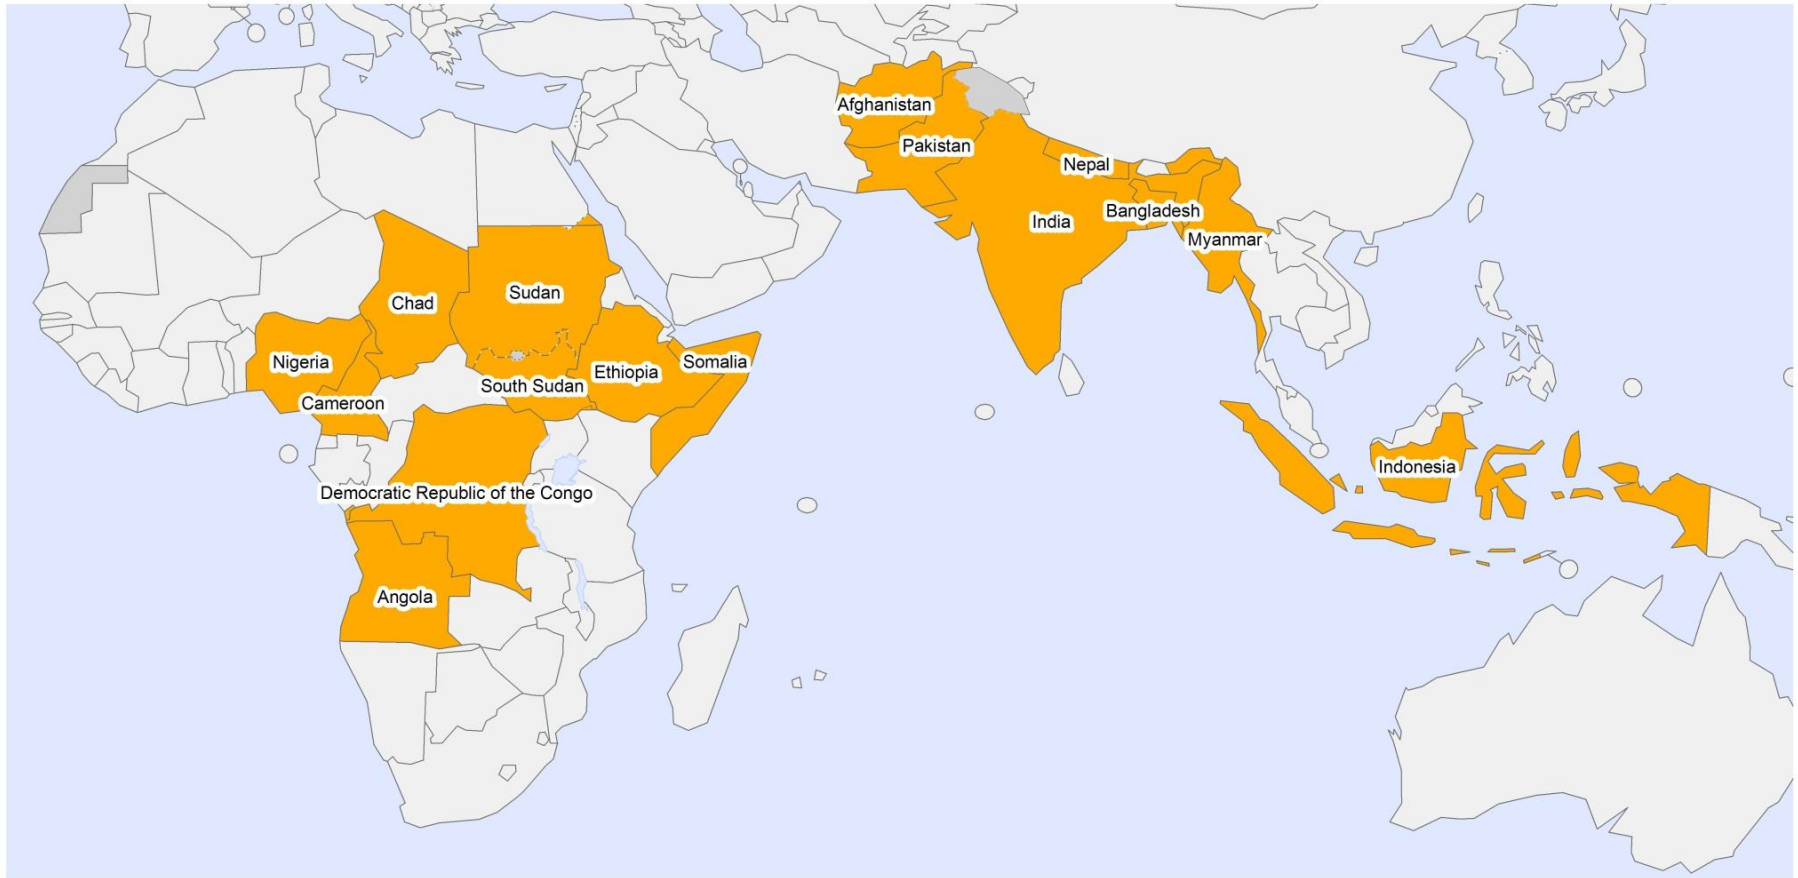 Afghanistan
Pakistan
Nepal
Bangladesh
India
Myanmar
Sudan
Chad
Nigeria
Somalia
Ethiopia
South Sudan
Cameroon
Indonesia
Democratic Republic of the Congo
Angola